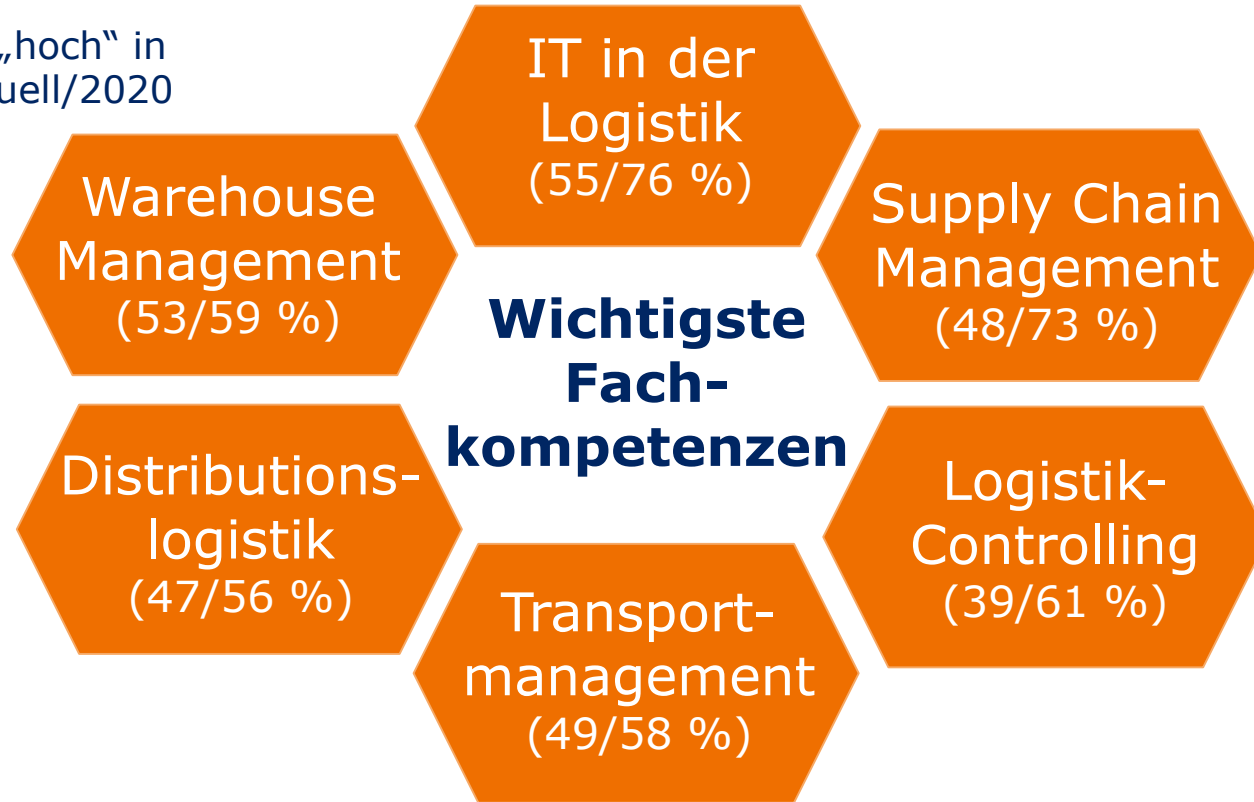 „hoch“ in
uell/2020
IT in der
Logistik
(55/76 %)
Warehouse
Management
(53/59 %)
Supply Chain
Management
(48/73 %)
Wichtigste
Fach-
kompetenzen
Distributions-
logistik
(47/56 %)
Logistik-
Controlling
(39/61 %)
Transport-
management
(49/58 %)